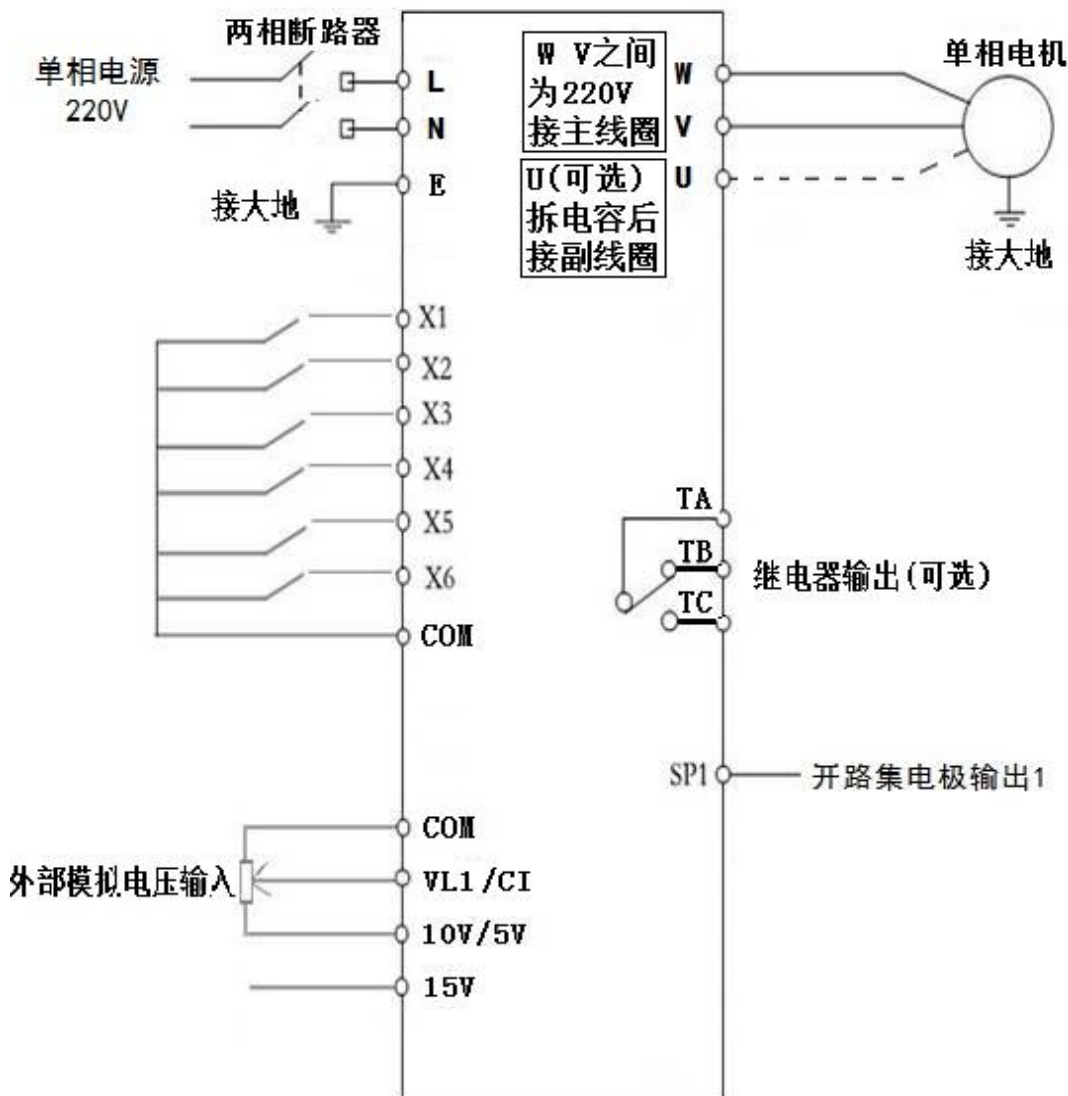 两相断路器
单相电源
220V
L
N
E
接大地
W V之间
为220V
接主线圈
U(可选)
拆电容后
接副线圈
W
V
U
单相电机
接大地
X1
X2
X3
X4
X5
X6
COM
TA
TB
TC
继电器输出(可选)
SP1
开路集电极输出1
COM
外部模拟电压输入
VL1/CI
10V/5V
15V